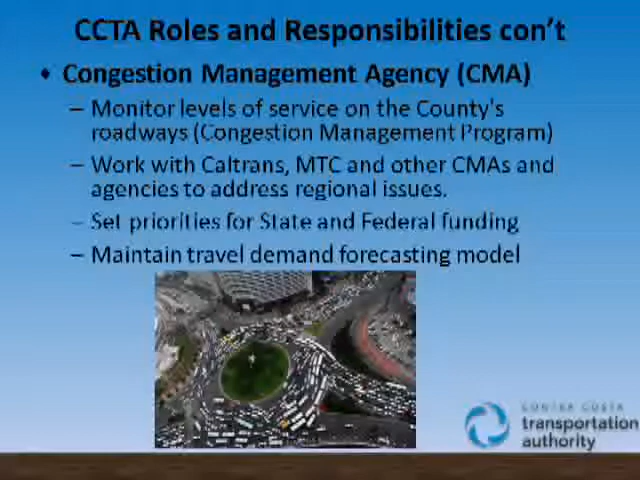 CCTA Roles and Responsibilities con't
• Congestion Management Agency (CMA)
– Monitor levels of service on the County's
roadways (Congestion Management Program)
– Work with Caltrans, MTC and other CMAs and
agencies to address regional issues.
– Set priorities for State and Federal funding
– Maintain travel demand forecasting model
CONTRA COSTA
transportation
authority